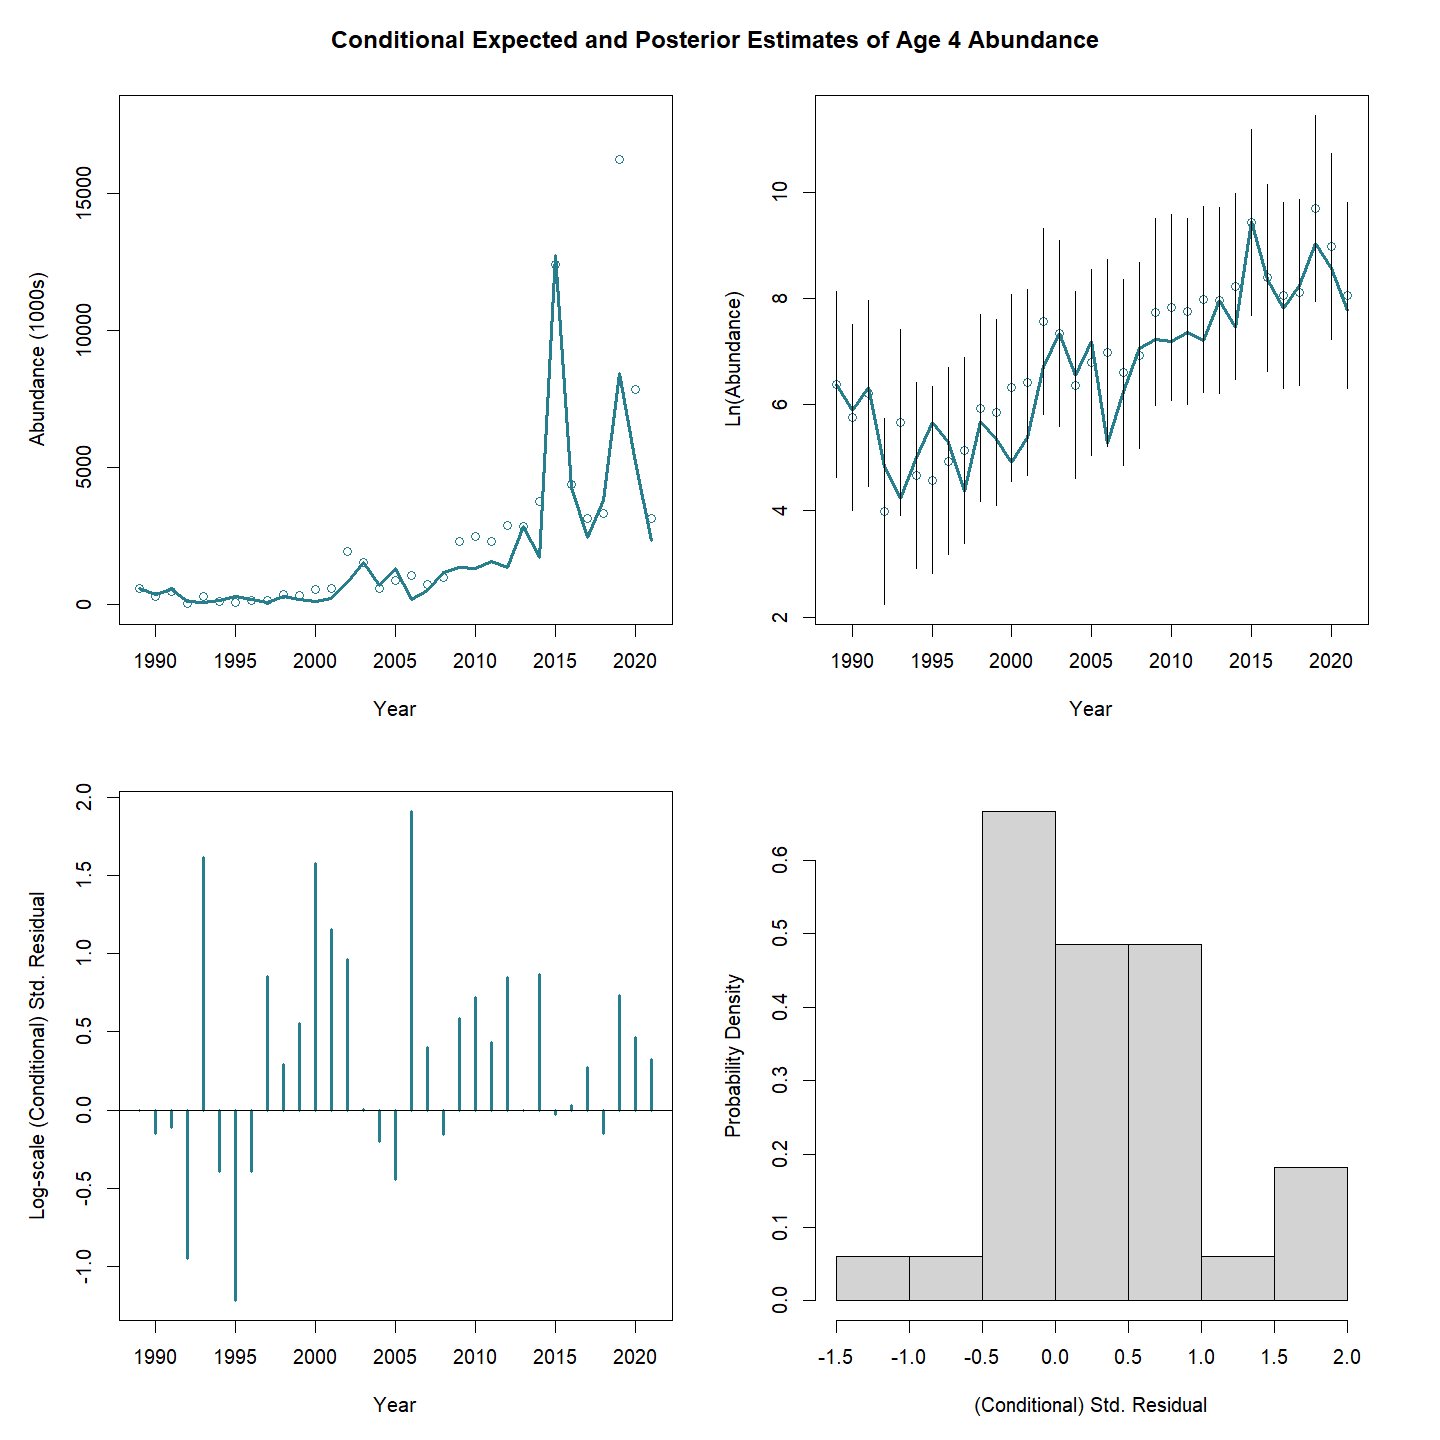 Conditional Expected and Posterior Estimates of Age 4 Abundance
Abundance (1000s)
15000
10000
5000
0
1990 1995 2000 2005 2010 2015 2020
Year
Ln(Abundance)
10
8
6
4
2
1990 1995 2000 2005 2010 2015 2020
Year
Log-scale (Conditional) Std. Residual
2.0
1.5
1.0
0.5
0.0
-0.5
-1.0
1990 1995 2000 2005 2010 2015 2020
Year
Probability Density
0.6
0.5
0.4
0.3
0.2
0.1
0.0
-1.5 -1.0 -0.5 0.0 0.5 1.0 1.5 2.0
(Conditional) Std. Residual